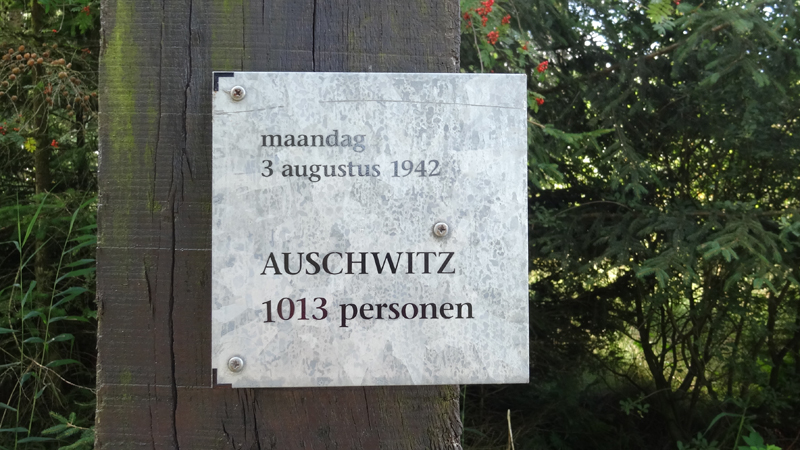 maandag
3 augustus 1942
AUSCHWITZ
1013 personen